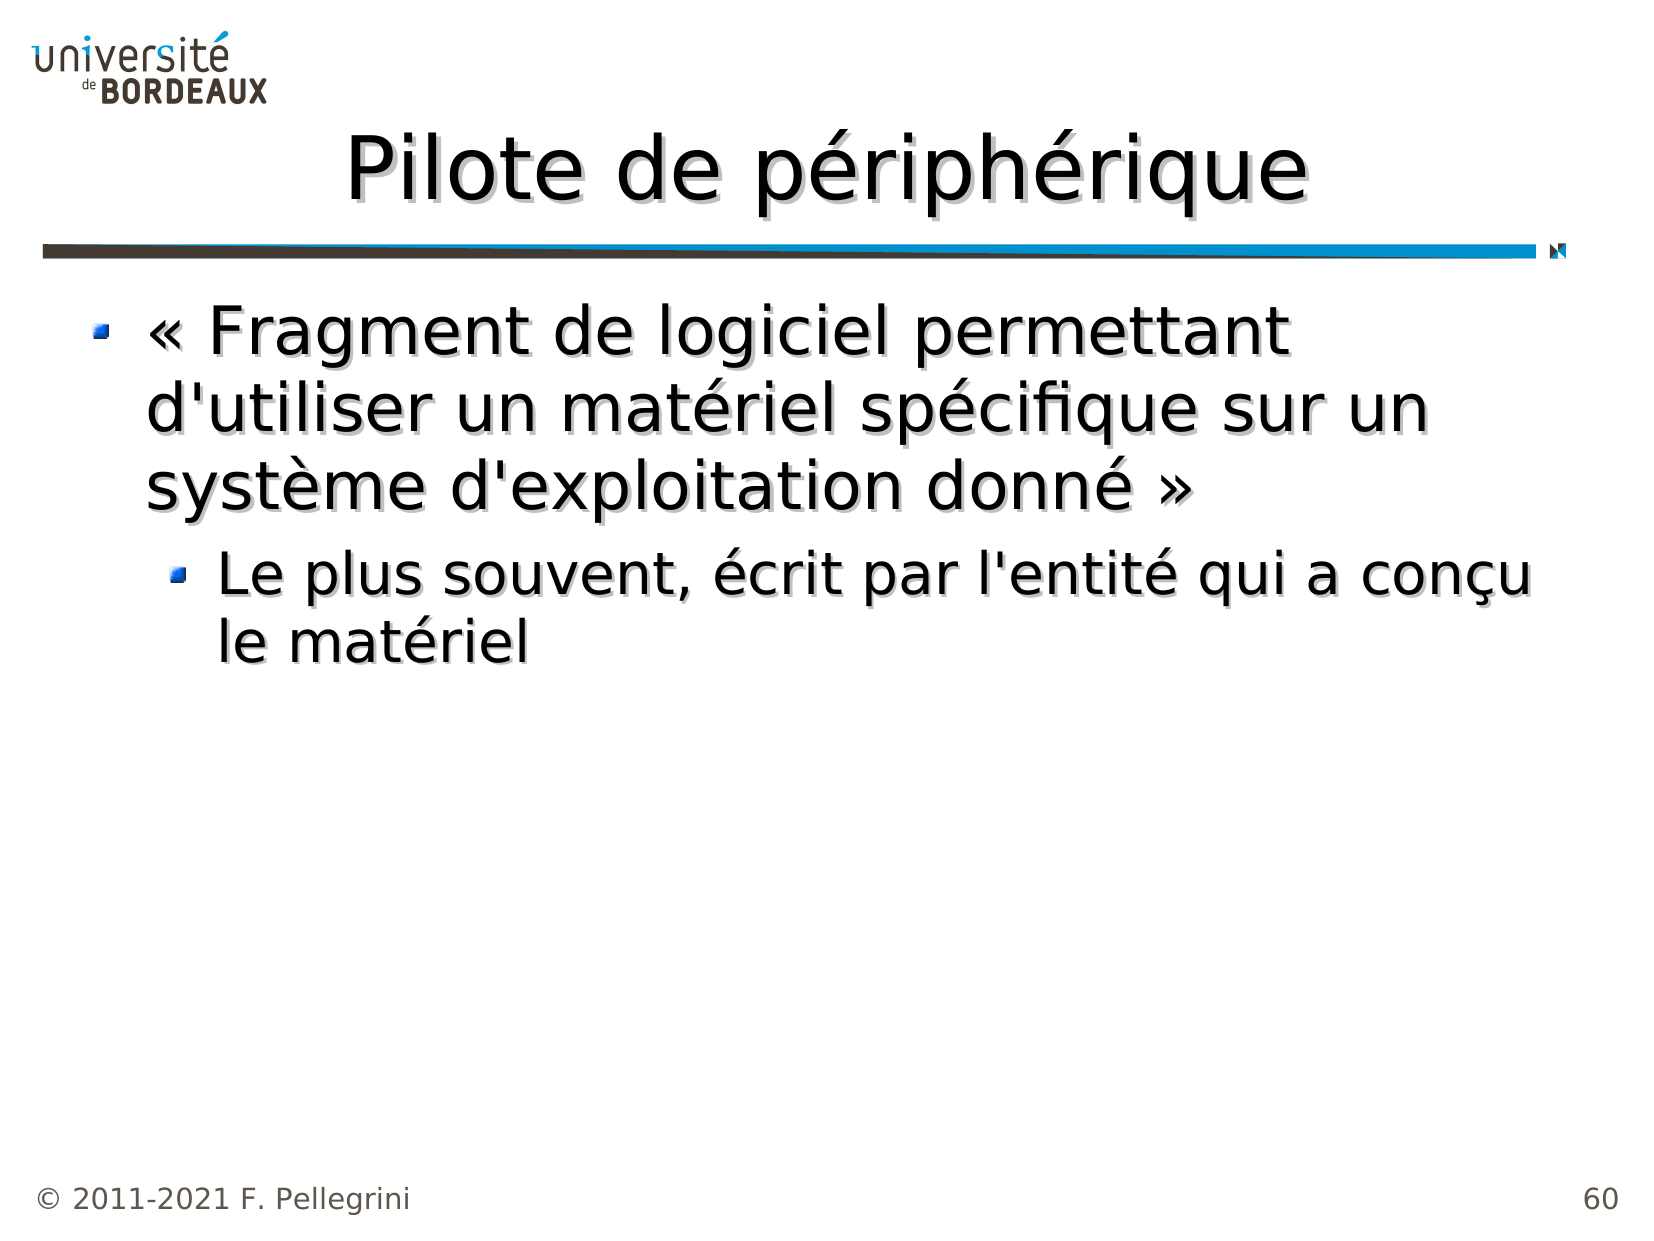 université
de BORDEAUX
Pilote de périphérique
« Fragment de logiciel permettant
d'utiliser un matériel spécifique sur un
système d'exploitation donné »
Le plus souvent, écrit par l'entité qui a conçu
le matériel
© 2011-2021 F. Pellegrini
60